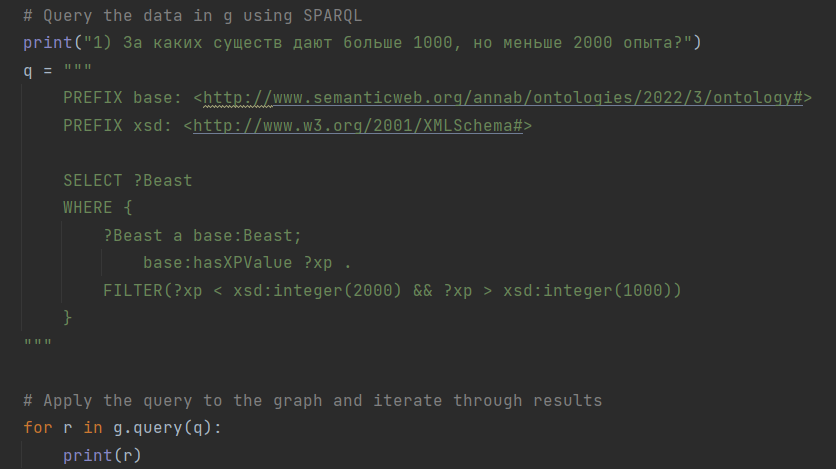 # Query the data in g using SPARQL
print("1) За каких существ дают больше 1000, но меньше 2000 опыта?")
q = """
PREFIX base: <http://www.semanticweb.org/annab/ontologies/2022/3/ontology#>
PREFIX xsd: <http://www.w3.org/2001/XMLSchema#>
SELECT ?Beast
WHERE {
?Beast a base:Beast;
base:hasXPValue ?xp .
FILTER(?xp < xsd:integer(2000) && ?xp > xsd:integer(1000))
}
"""
# Apply the query to the graph and iterate through results
for r in g.query(q):
print(r)